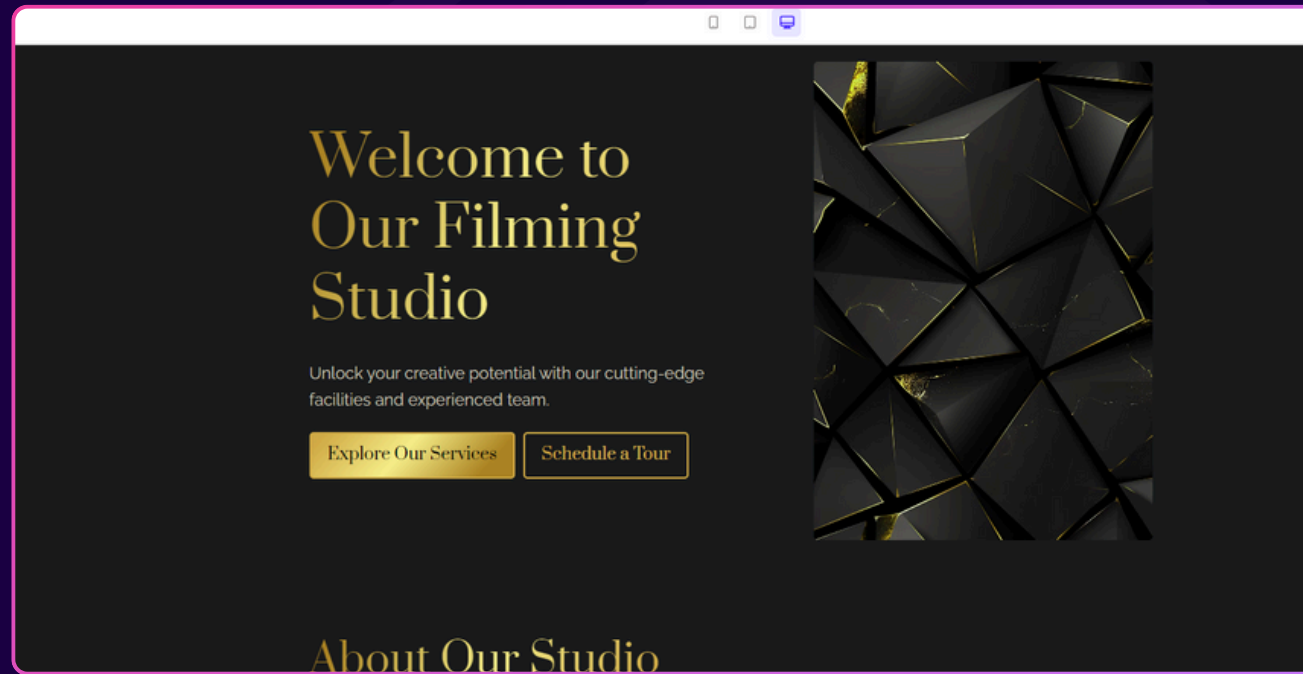 Welcome to
Our Filming
Studio
Unlock your creative potential with our cutting-edge
facilities and experienced team.
Explore Our Services
Schedule a Tour
About Our Studio